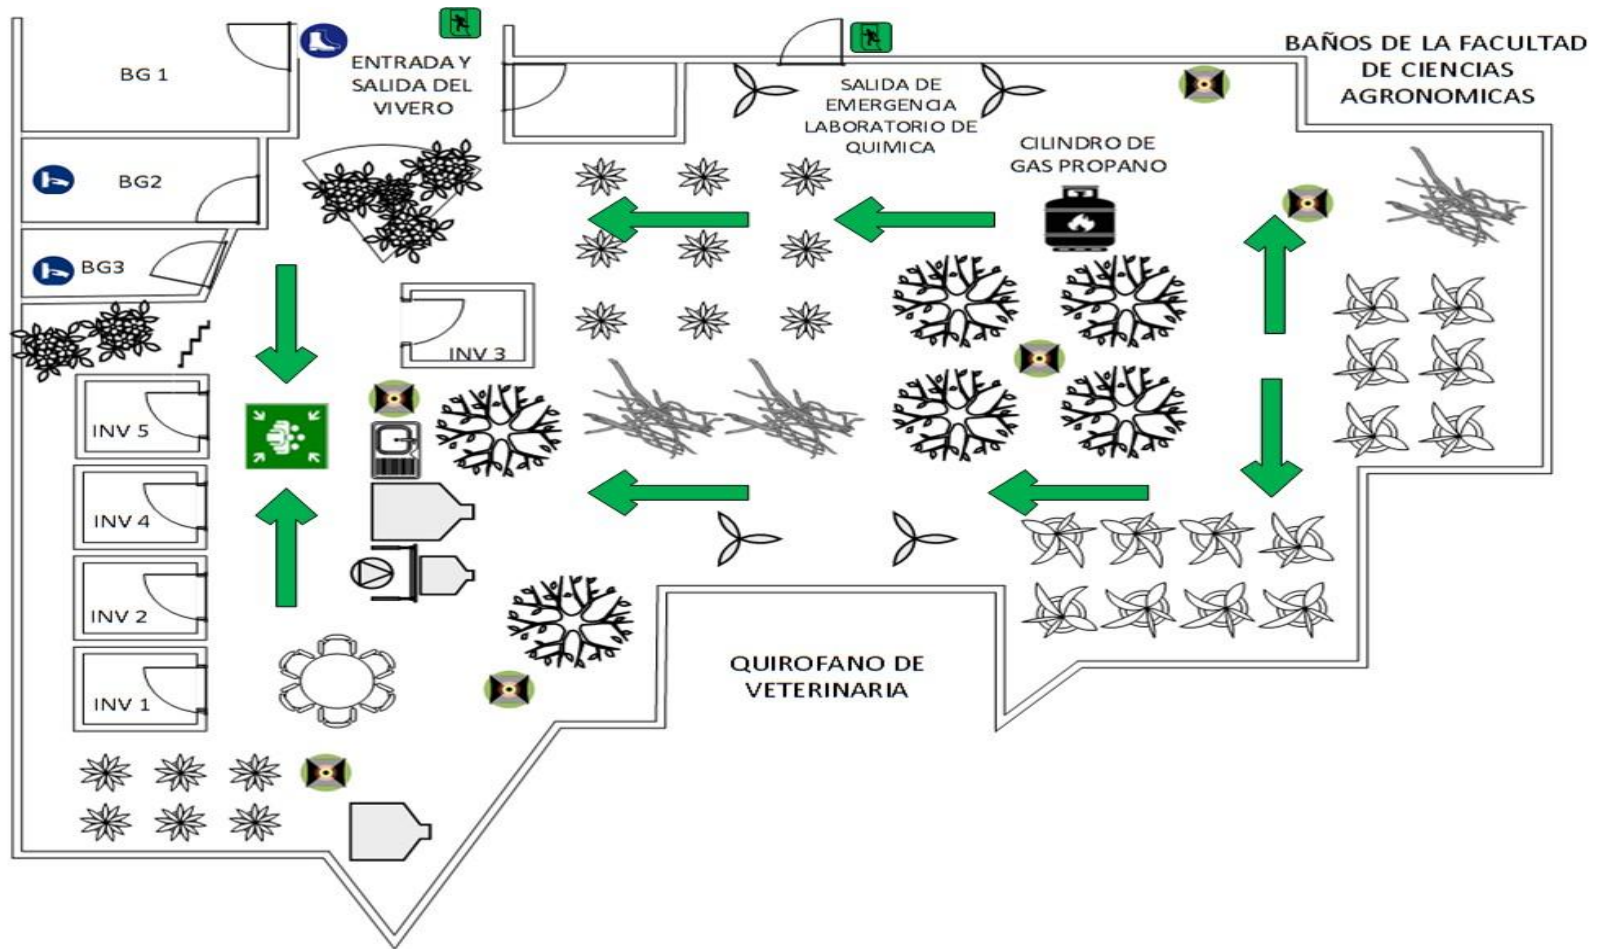 BG 1
ENTRADA Y
SALIDA DEL
VIVERO
SALIDA DE
EMERGENCIA
LABORATORIO DE
QUIMICA
BAÑOS DE LA FACULTAD
DE CIENCIAS
AGRONOMICAS
CILINDRO DE
GAS PROPANO
BG2
BG3
INV 3
INV 5
INV 4
INV 2
INV 1
QUIROFANO DE
VETERINARIA